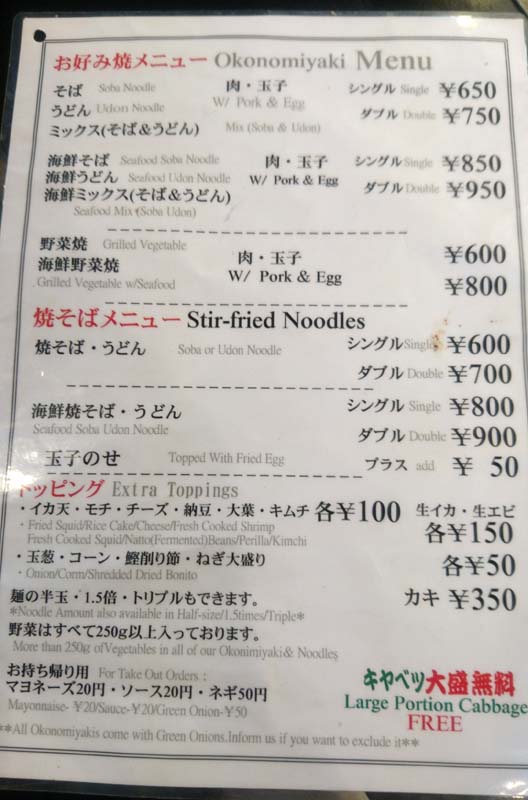 お好み焼メニュー Okonomiyaki Menu
そば Soba Noodle 肉・玉子 シングル Single ¥650
うどん Udon Noodle W/ Pork & Egg ダブル Double ¥750
ミックス(そば&うどん) Mix (Soba & Udon)
海鮮そば Seafood Soba Noodle 肉・玉子 シングル Single ¥850
海鮮うどん Seafood Udon Noodle W/ Pork & Egg ダブル Double ¥950
海鮮ミックス(そば&うどん)
Seafood Mix (Soba Udon)
野菜焼 Grilled Vegetable 肉・玉子 ¥600
海鮮野菜焼 W/ Pork & Egg ¥800
Grilled Vegetable w/Seafood
焼そばメニュー Stir-fried Noodles
焼そば・うどん Soba or Udon Noodle シングル Single ¥600
ダブル Double ¥700
海鮮焼そば・うどん シングル Single ¥800
Seafood Soba Udon Noodle ダブル Double ¥900
玉子のせ Topped With Fried Egg プラス add ¥ 50
トッピング Extra Toppings
・イカ天・モチ・チーズ・納豆・大葉・キムチ 各¥100 生イカ・生エビ
・Fried Squid/Rice Cake/Cheese/Fresh Cooked Shrimp 各¥150
Fresh Cooked Squid/Natto(Fermented)Beans/Perilla/Kimchi
・玉葱・コーン・鰹削り節・ねぎ大盛り 各¥50
・Onion/Corm/Shredded Dried Bonito
麺の半玉・1.5倍・トリプルもできます。 カキ ¥350
*Noodle Amount also available in Half-size/1.5times/Triple*
野菜はすべて250g以上入っております。
More than 250g ofVegetables in all of our Okonimiyaki& Noodles
お持ち帰り用 For Take Out Orders :
マヨネーズ20円・ソース20円・ネギ50円
Mayonnaise- ¥20/Sauce-¥20/Green Onion-¥50
キャベツ大盛無料
Large Portion Cabbage
FREE
**All Okonomiyakis come with Green Onions.Inform us if you want to exclude it**